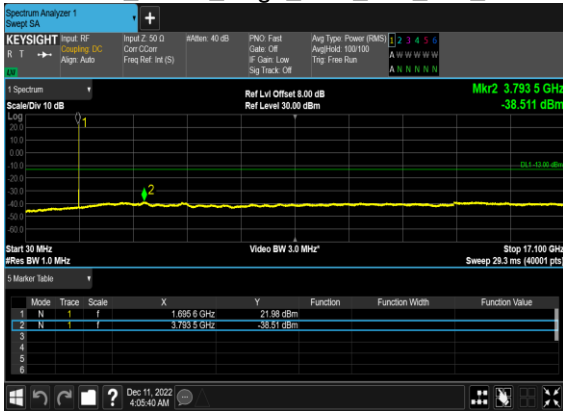 Spectrum Analyzer 1
Swept SA
+
KEYSIGHT Input: RF Input Z: 50 Ω #Atten: 40 dB PNO: Fast Avg Type: Power (RMS) 1 2 3 4 5 6
R T Coupling: DC Corr CCorr Gate: Off Avg|Hold: 100/100 A W W W W W
Align: Auto Freq Ref: Int (S) IF Gain: Low Trig: Free Run
LXI Sig Track: Off A N N N N N
1 Spectrum Ref Lvl Offset 8.00 dB Mkr2 3.793 5 GHz
Scale/Div 10 dB Ref Level 30.00 dBm -38.511 dBm
Log
1
20.0
10.0
0.00
-10.0
DL1 -13.00 dBm
-20.0
-30.0
2
-40.0
-50.0
-60.0
Start 30 MHz Video BW 3.0 MHz* Stop 17.100 GHz
#Res BW 1.0 MHz Sweep 29.3 ms (40001 pts)
5 Marker Table
Mode Trace Scale X Y Function Function Width Function Value
1 N 1 f 1.695 6 GHz 21.98 dBm
2 N 1 f 3.793 5 GHz -38.51 dBm
3
4
5
6
? Dec 11, 2022
4:05:40 AM